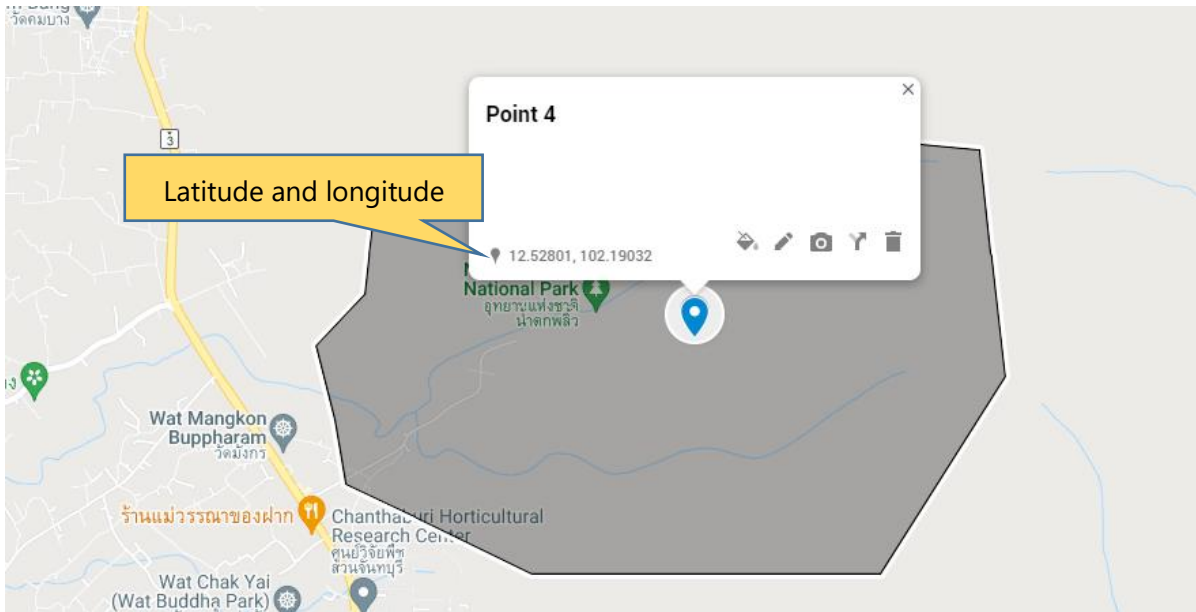 วัดคมบาง
3
Point 4
Latitude and longitude
12.52801, 102.19032
National Park
อุทยานแห่งชาติ
น้ำตกพลิ้ว
Wat Mangkon
Buppharam
วัดมังกร
ร้านแม่วรรณาของฝาก
Chanthaburi Horticultural
Research Center
ศูนย์วิจัยพืช
สวนจันทบุรี
Wat Chak Yai
(Wat Buddha Park)